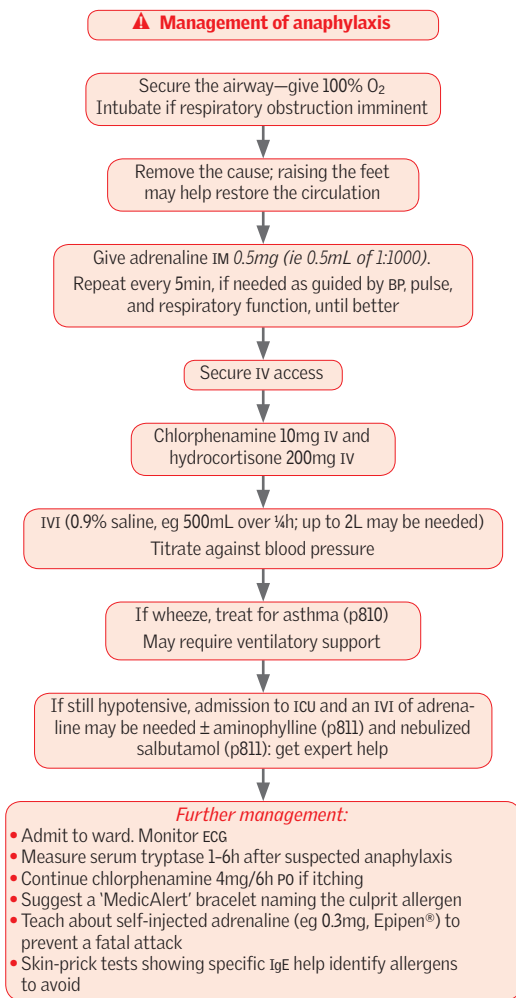 Management of anaphylaxis
Secure the airway—give 100% O₂
Intubate if respiratory obstruction imminent
Remove the cause; raising the feet
may help restore the circulation
Give adrenaline IM 0.5mg (ie 0.5mL of 1:1000).
Repeat every 5min, if needed as guided by BP, pulse,
and respiratory function, until better
Secure IV access
Chlorphenamine 10mg IV and
hydrocortisone 200mg IV
IVI (0.9% saline, eg 500mL over ¼h; up to 2L may be needed)
Titrate against blood pressure
If wheeze, treat for asthma (p810)
May require ventilatory support
If still hypotensive, admission to ICU and an IVI of adrena-
line may be needed ± aminophylline (p811) and nebulized
salbutamol (p811): get expert help
Further management:
• Admit to ward. Monitor ECG
• Measure serum tryptase 1–6h after suspected anaphylaxis
• Continue chlorphenamine 4mg/6h PO if itching
• Suggest a ‘MedicAlert’ bracelet naming the culprit allergen
• Teach about self-injected adrenaline (eg 0.3mg, Epipen®) to
prevent a fatal attack
• Skin-prick tests showing specific IgE help identify allergens
to avoid